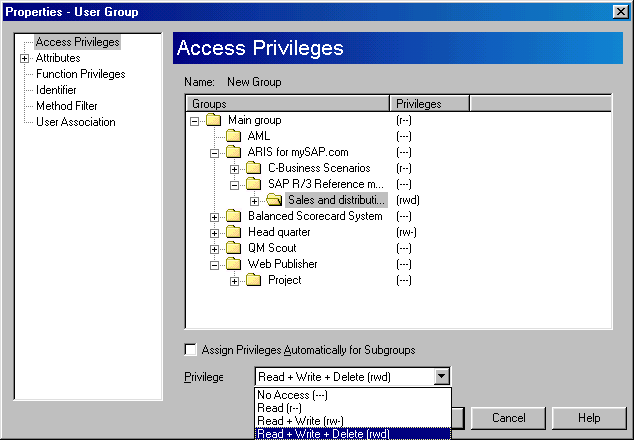 Properties - User Group
Access Privileges
Attributes
Function Privileges
Identifier
Method Filter
User Association
Access Privileges
Name: New Group
Groups Privileges
Main group (r--)
AML (---)
ARIS for mySAP.com (---)
C-Business Scenarios (r--)
SAP R/3 Reference m... (---)
Sales and distributi... (rwd)
Balanced Scorecard System (---)
Head quarter (rw-)
QM Scout (---)
Web Publisher (---)
Project (---)
Assign Privileges Automatically for Subgroups
Privilege Read + Write + Delete (rwd)
No Access (---)
Read (r--)
Read + Write (rw-)
Read + Write + Delete (rwd)
Cancel Help